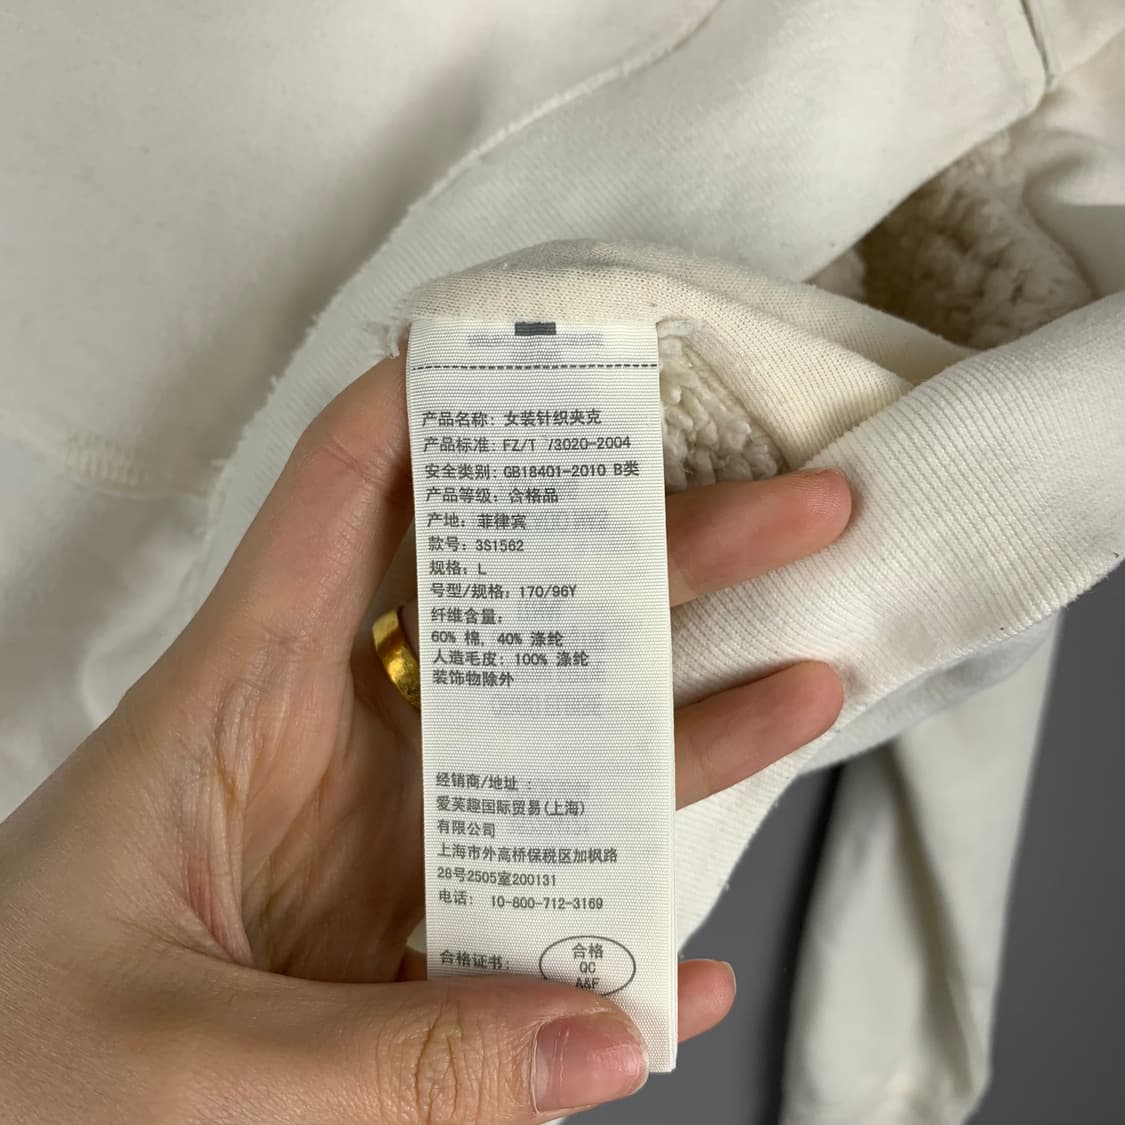 产品名称: 女装针织夹克
产品标准: FZ/T /3020-2004
安全类别: GB18401-2010 B类
产品等级: 合格品
产地: 菲律宾
款号: 3S1562
规格: L
号型/规格: 170/96Y
纤维含量:
60% 棉, 40% 涤纶
人造毛皮: 100% 涤纶
装饰物除外
经销商/地址 :
爱芙趣国际贸易(上海)
有限公司
上海市外高桥保税区加枫路
28号2505室200131
电话: 10-800-712-3169
合格证书:
合格
QC
A&F